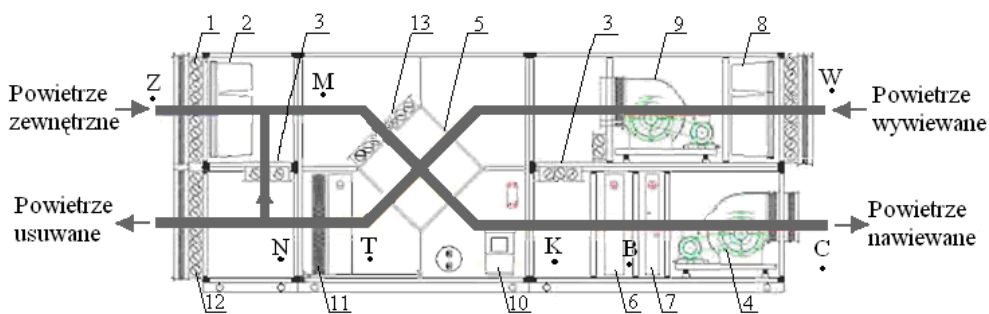 1 2 3 13 5 3 9 8
Z M W
Powietrze
zewnętrzne
Powietrze
wywiewane
Powietrze
usuwane
Powietrze
nawiewane
N T K B C
12 11 10 6 7 4